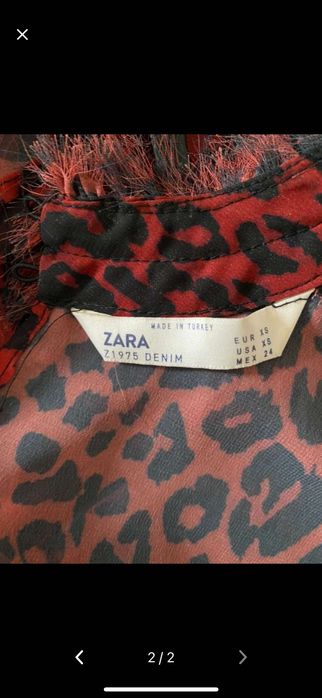 MADE IN TURKEY
ZARA
Z1975 DENIM
EUR XS
USA XS
MEX 24
2/2